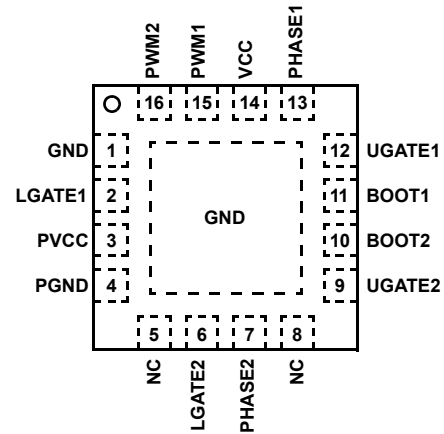 PWM2 PWM1 VCC PHASE1
16 15 14 13
GND 1 12 UGATE1
LGATE1 2 11 BOOT1
GND
PVCC 3 10 BOOT2
PGND 4 9 UGATE2
5 6 7 8
NC LGATE2 PHASE2 NC